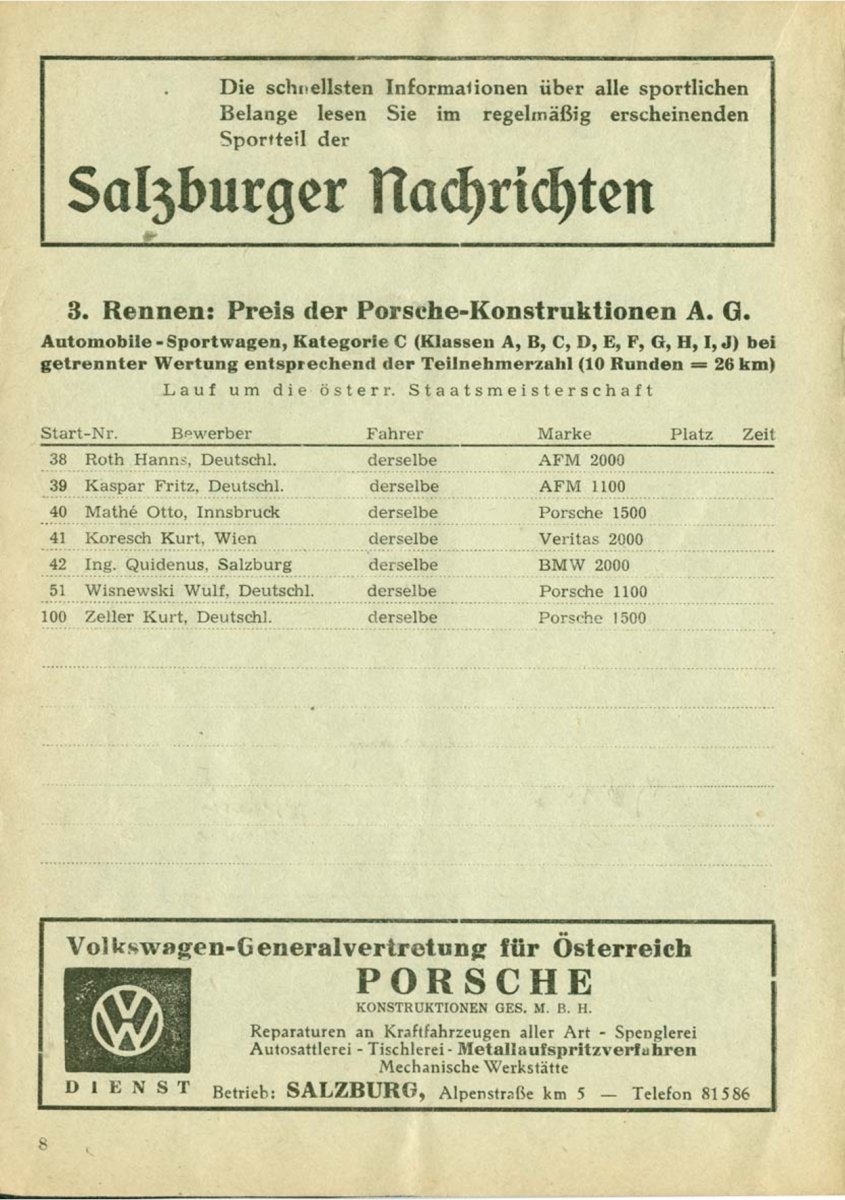 Die schnellsten Informationen über alle sportlichen
Belange lesen Sie im regelmäßig erscheinenden
Sportteil der
Salzburger Nachrichten
3. Rennen: Preis der Porsche-Konstruktionen A. G.
Automobile-Sportwagen, Kategorie C (Klassen A, B, C, D, E, F, G, H, I, J) bei
getrennter Wertung entsprechend der Teilnehmerzahl (10 Runden = 26 km)
Lauf um die österr. Staatsmeisterschaft
Start-Nr. Bewerber Fahrer Marke Platz Zeit
38 Roth Hanns, Deutschl. derselbe AFM 2000
39 Kaspar Fritz, Deutschl. derselbe AFM 1100
40 Mathé Otto, Innsbruck derselbe Porsche 1500
41 Koresch Kurt, Wien derselbe Veritas 2000
42 Ing. Quidenus, Salzburg derselbe BMW 2000
51 Wisnewski Wulf, Deutschl. derselbe Porsche 1100
100 Zeller Kurt, Deutschl. derselbe Porsche 1500
Volkswagen-Generalvertretung für Österreich
PORSCHE
KONSTRUKTIONEN GES. M. B. H.
Reparaturen an Kraftfahrzeugen aller Art - Spenglerei
Autosattlerei - Tischlerei - Metallaufspritzverfahren
Mechanische Werkstätte
VW
DIENST
Betrieb: SALZBURG, Alpenstraße km 5 — Telefon 81586
8